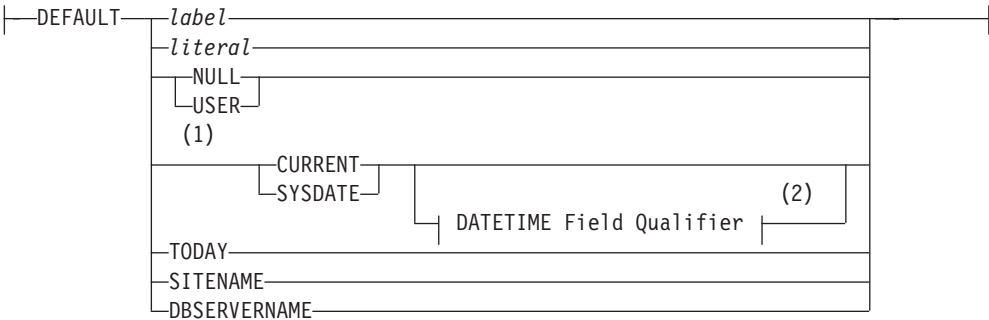 DEFAULT label
literal
NULL
USER
(1)
CURRENT
SYSDATE
(2)
DATETIME Field Qualifier
TODAY
SITENAME
DBSERVERNAME